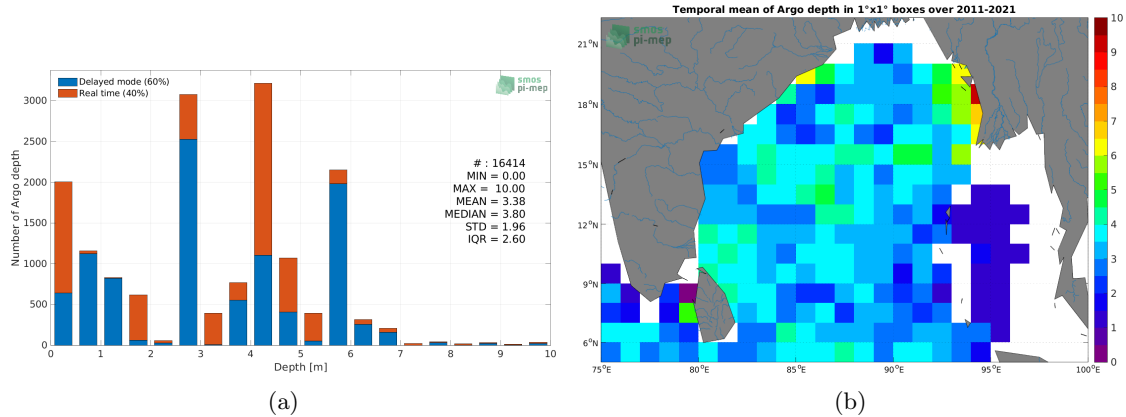 smos
pi-mep
Delayed mode (60%)
Real time (40%)
# : 16414
MIN = 0.00
MAX = 10.00
MEAN = 3.38
MEDIAN = 3.80
STD = 1.96
IQR = 2.60
Number of Argo depth
3000
2500
2000
1500
1000
500
0
0 1 2 3 4 5 6 7 8 9 10
Depth [m]
(a)
Temporal mean of Argo depth in 1°x1° boxes over 2011-2021
smos
pi-mep
21°N
18°N
15°N
12°N
9°N
6°N
75°E 80°E 85°E 90°E 95°E 100°E
10
9
8
7
6
5
4
3
2
1
0
(b)